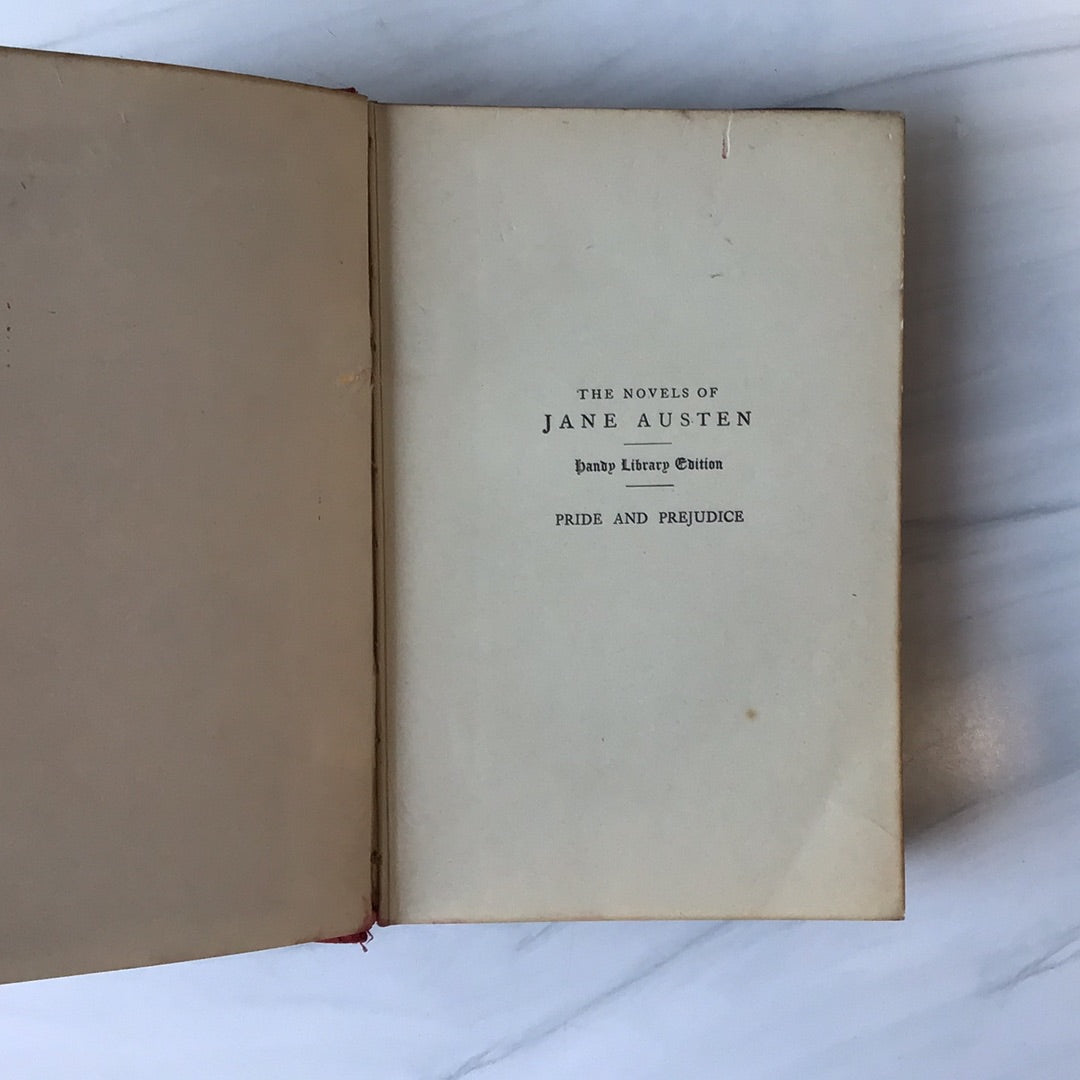 THE NOVELS OF
JANE AUSTEN
Handy Library Edition
PRIDE AND PREJUDICE